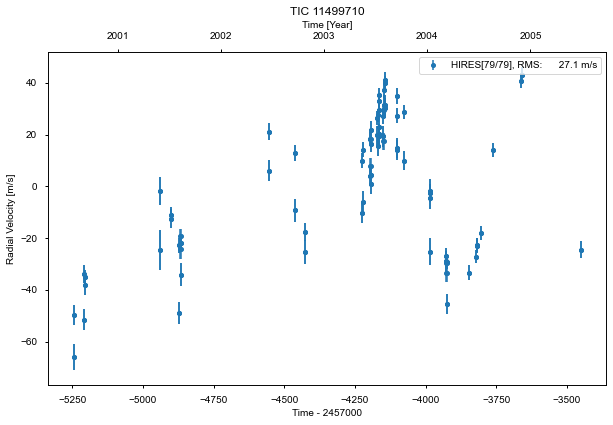 TIC 11499710
Time [Year]
2001 2002 2003 2004 2005
HIRES[79/79], RMS: 27.1 m/s
Radial Velocity [m/s]
40
20
0
−20
−40
−60
−5250 −5000 −4750 −4500 −4250 −4000 −3750 −3500
Time - 2457000